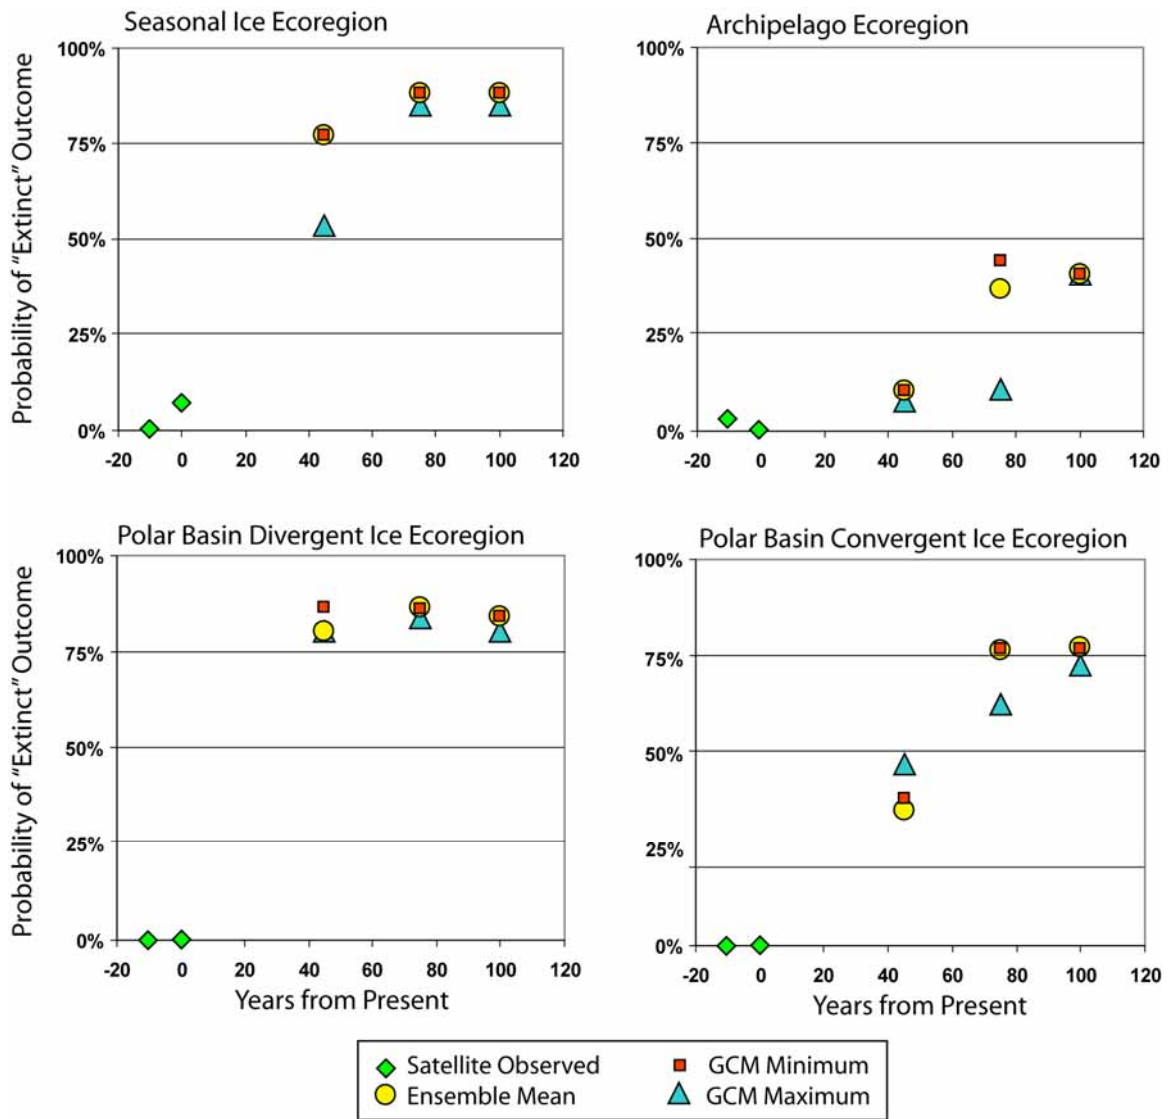 Seasonal Ice Ecoregion
Probability of "Extinct" Outcome
100%
75%
50%
25%
0%
-20 0 20 40 60 80 100 120
Archipelago Ecoregion
100%
75%
50%
25%
0%
-20 0 20 40 60 80 100 120
Polar Basin Divergent Ice Ecoregion
Probability of "Extinct" Outcome
100%
75%
50%
25%
0%
-20 0 20 40 60 80 100 120
Years from Present
Polar Basin Convergent Ice Ecoregion
100%
75%
50%
25%
0%
-20 0 20 40 60 80 100 120
Years from Present
Satellite Observed
Ensemble Mean
GCM Minimum
GCM Maximum